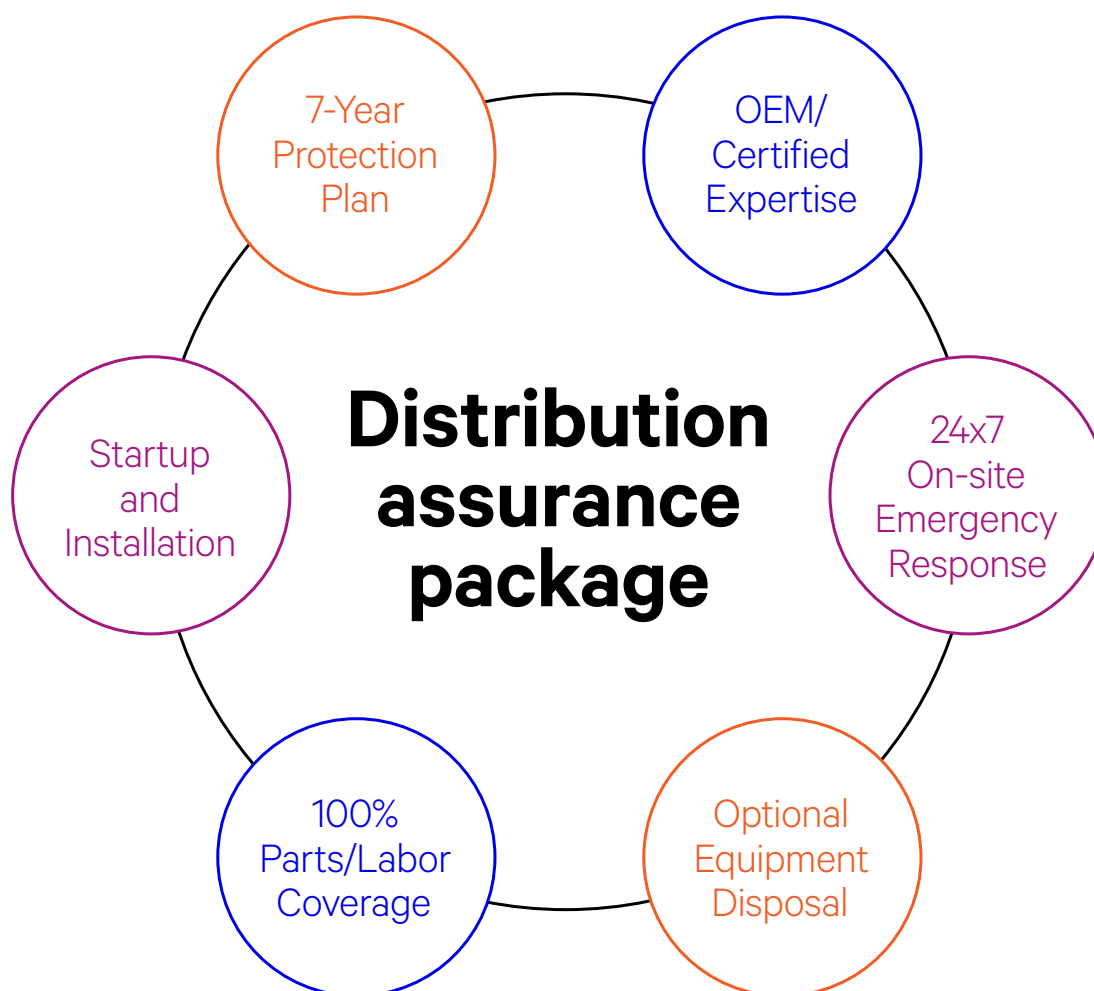 7-Year
Protection
Plan
OEM/
Certified
Expertise
Startup
and
Installation
Distribution
assurance
package
24x7
On-site
Emergency
Response
100%
Parts/Labor
Coverage
Optional
Equipment
Disposal